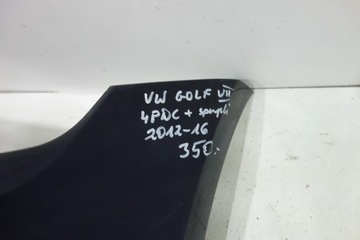 VW GOLF VII
4PDC + spryski
2012-16
350,-